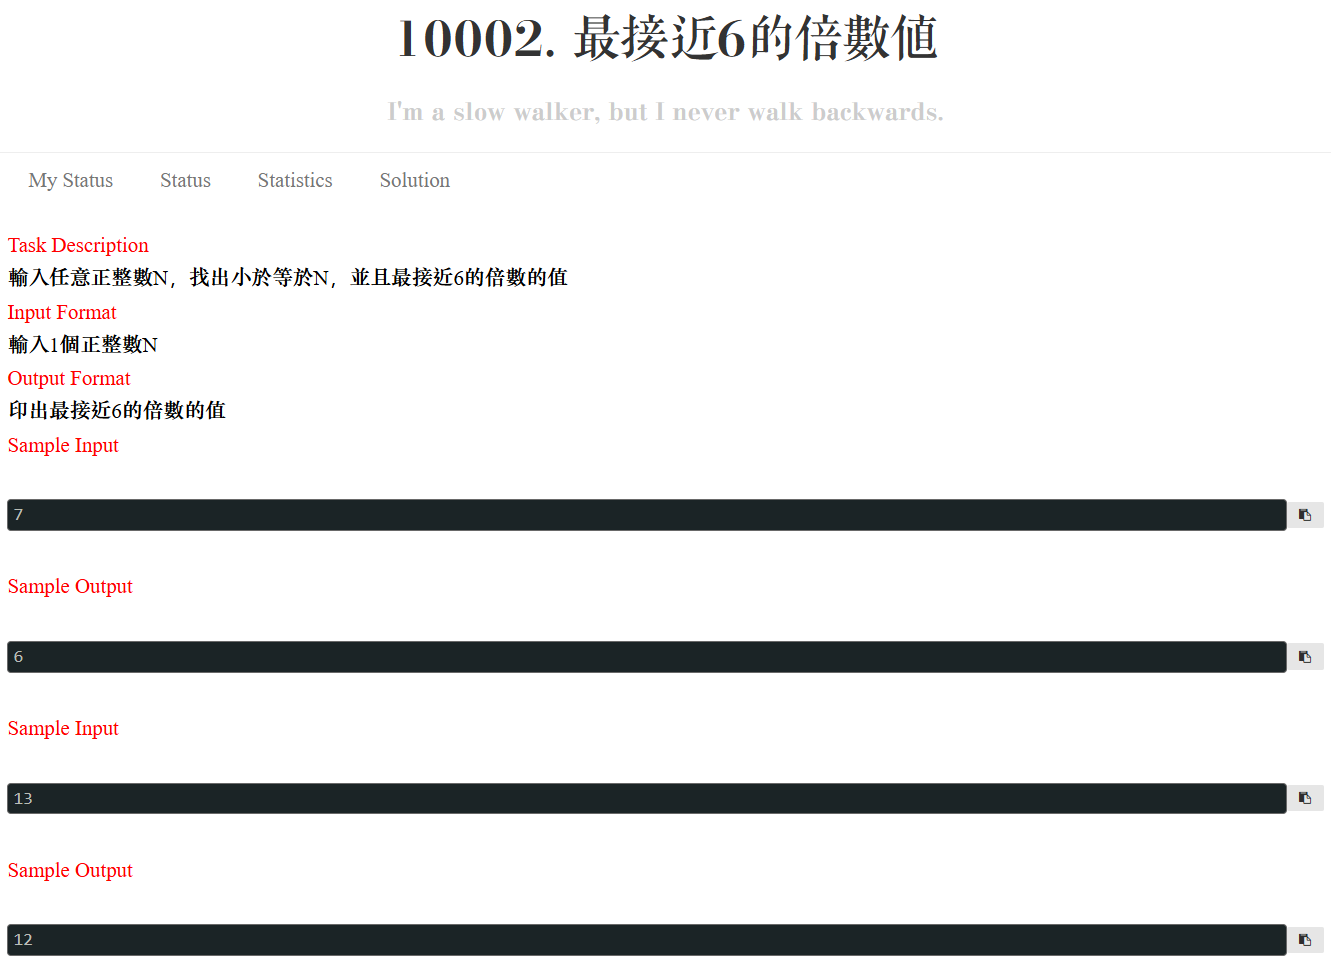 10002. 最接近6的倍數值
I'm a slow walker, but I never walk backwards.
My Status Status Statistics Solution
Task Description
輸入任意正整數N，找出小於等於N，並且最接近6的倍數的值
Input Format
輸入1個正整數N
Output Format
印出最接近6的倍數的值
Sample Input
7
Sample Output
6
Sample Input
13
Sample Output
12